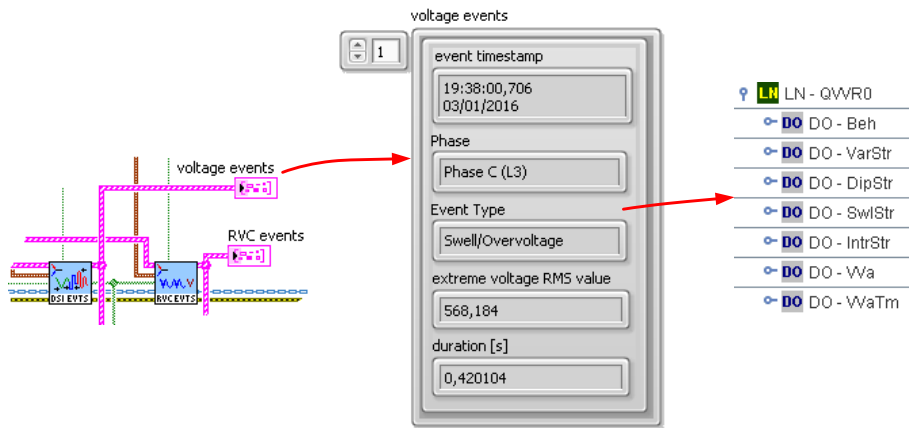 voltage events
1
event timestamp
19:38:00,706
03/01/2016
Phase
Phase C (L3)
Event Type
Swell/Overvoltage
extreme voltage RMS value
568,184
duration [s]
0,420104
voltage events
RVC events
DSI EVTS
RVC EVTS
LN LN - QVVR0
DO DO - Beh
DO DO - VarStr
DO DO - DipStr
DO DO - SwlStr
DO DO - IntrStr
DO DO - VVa
DO DO - VVaTm